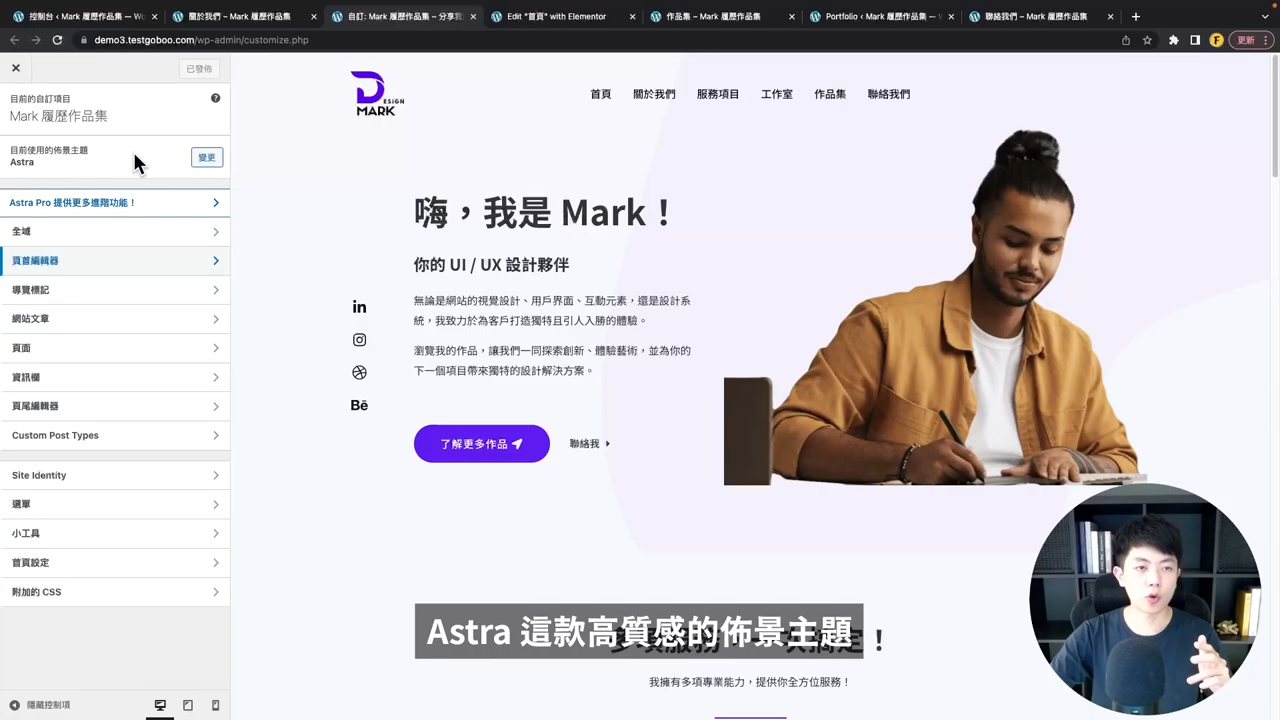 控制台 ‹ Mark 履歷作品集 — Wo
關於我們 – Mark 履歷作品集
自訂: Mark 履歷作品集 – 分享我
Edit "首頁" with Elementor
作品集 – Mark 履歷作品集
Portfolio ‹ Mark 履歷作品集 — W
聯絡我們 – Mark 履歷作品集
demo3.testgoboo.com/wp-admin/customize.php
F
更新
已發佈
目前的自訂項目
Mark 履歷作品集
目前使用的佈景主題
Astra
變更
Astra Pro 提供更多進階功能！
全域
頁首編輯器
導覽標記
網站文章
頁面
資訊欄
頁尾編輯器
Custom Post Types
Site Identity
選單
小工具
首頁設定
附加的 CSS
隱藏控制項
D
ESIGN
MARK
首頁
關於我們
服務項目
工作室
作品集
聯絡我們
嗨，我是 Mark！
你的 UI / UX 設計夥伴
無論是網站的視覺設計、用戶界面、互動元素，還是設計系
統，我致力於為客戶打造獨特且引人入勝的體驗。
瀏覽我的作品，讓我們一同探索創新、體驗藝術，並為你的
下一個項目帶來獨特的設計解決方案。
in
Bē
了解更多作品
聯絡我
Astra 這款高質感的佈景主題
！
我擁有多項專業能力，提供你全方位服務！